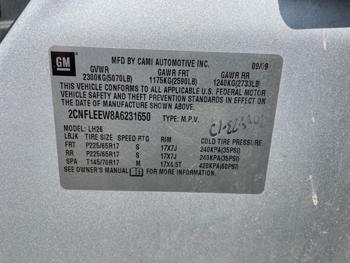 GM
MFD BY CAMI AUTOMOTIVE INC. 09/09
GVWR GAWR FRT GAWR RR
2300KG(5070LB) 1175KG(2590LB) 1240KG(2733LB)
THIS VEHICLE CONFORMS TO ALL APPLICABLE U.S. FEDERAL MOTOR
VEHICLE SAFETY AND THEFT PREVENTION STANDARDS IN EFFECT ON
THE DATE OF MANUFACTURE SHOWN ABOVE.
2CNFLEEW8A6231650 TYPE: M.P.V.
MODEL: LH26
LBJK TIRE SIZE SPEED RTG RIM COLD TIRE PRESSURE
FRT P225/65R17 S 17X7J 240KPA(35PSI)
RR P225/65R17 S 17X7J 240KPA(35PSI)
SPA T145/70R17 M 17X4.5T 420KPA(60PSI)
SEE OWNER'S MANUAL FOR MORE INFORMATION.